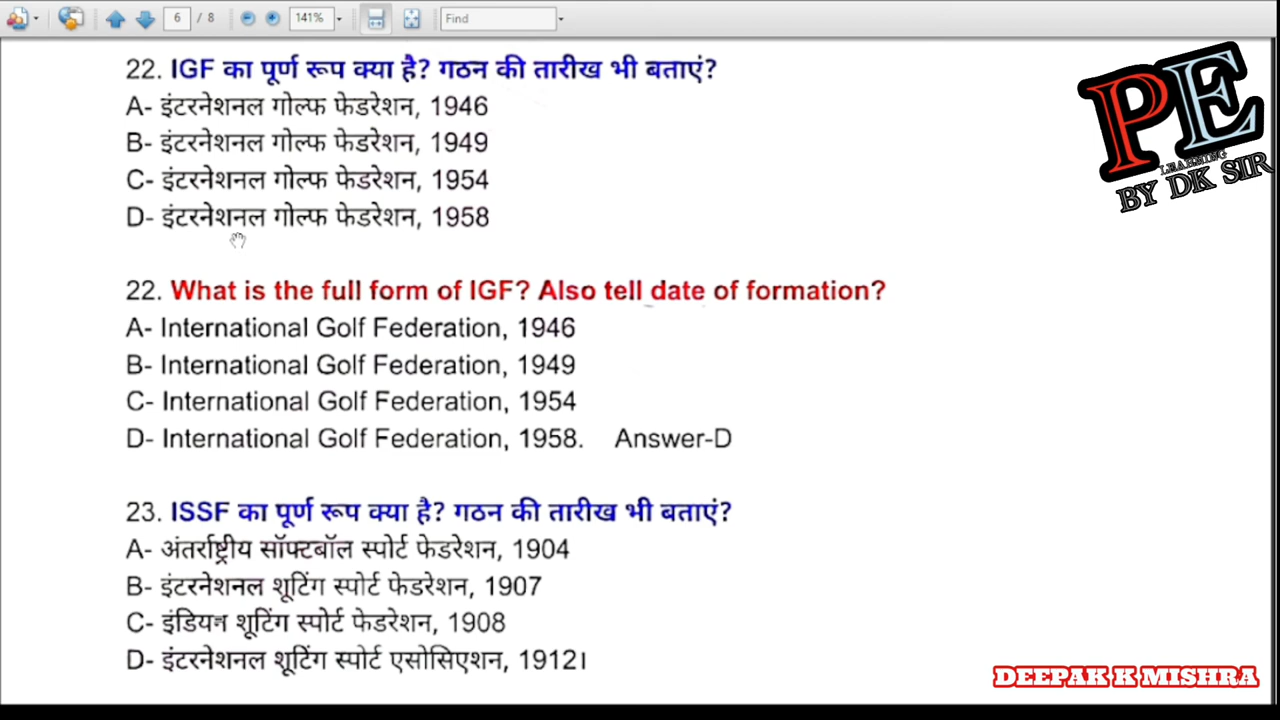 6 / 8
141%
Find
22. IGF का पूर्ण रूप क्या है? गठन की तारीख भी बताएं?
A- इंटरनेशनल गोल्फ फेडरेशन, 1946
B- इंटरनेशनल गोल्फ फेडरेशन, 1949
C- इंटरनेशनल गोल्फ फेडरेशन, 1954
D- इंटरनेशनल गोल्फ फेडरेशन, 1958
PE
LEARNING
BY DK SIR
22. What is the full form of IGF? Also tell date of formation?
A- International Golf Federation, 1946
B- International Golf Federation, 1949
C- International Golf Federation, 1954
D- International Golf Federation, 1958. Answer-D
23. ISSF का पूर्ण रूप क्या है? गठन की तारीख भी बताएं?
A- अंतर्राष्ट्रीय सॉफ्टबॉल स्पोर्ट फेडरेशन, 1904
B- इंटरनेशनल शूटिंग स्पोर्ट फेडरेशन, 1907
C- इंडियन शूटिंग स्पोर्ट फेडरेशन, 1908
D- इंटरनेशनल शूटिंग स्पोर्ट एसोसिएशन, 1912।
DEEPAK K MISHRA